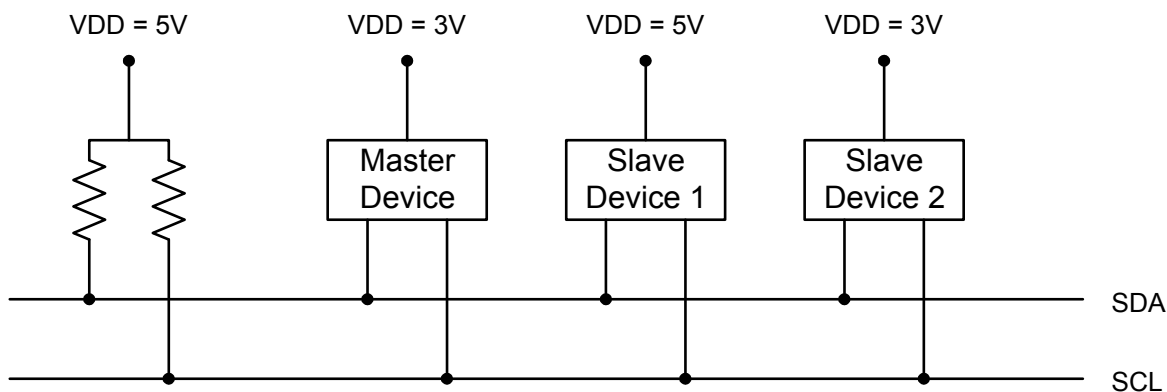 VDD = 5V
VDD = 3V
VDD = 5V
VDD = 3V
Master
Device
Slave
Device 1
Slave
Device 2
SDA
SCL